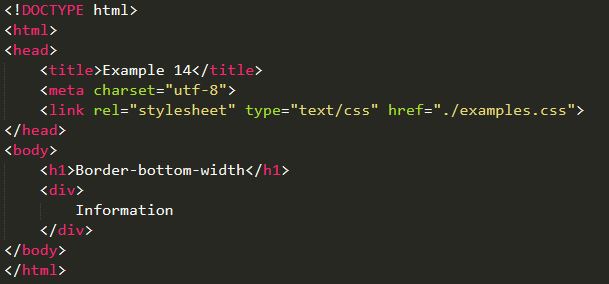 <!DOCTYPE html>
<html>
<head>
    <title>Example 14</title>
    <meta charset="utf-8">
    <link rel="stylesheet" type="text/css" href="./examples.css">
</head>
<body>
    <h1>Border-bottom-width</h1>
    <div>
        Information
    </div>
</body>
</html>